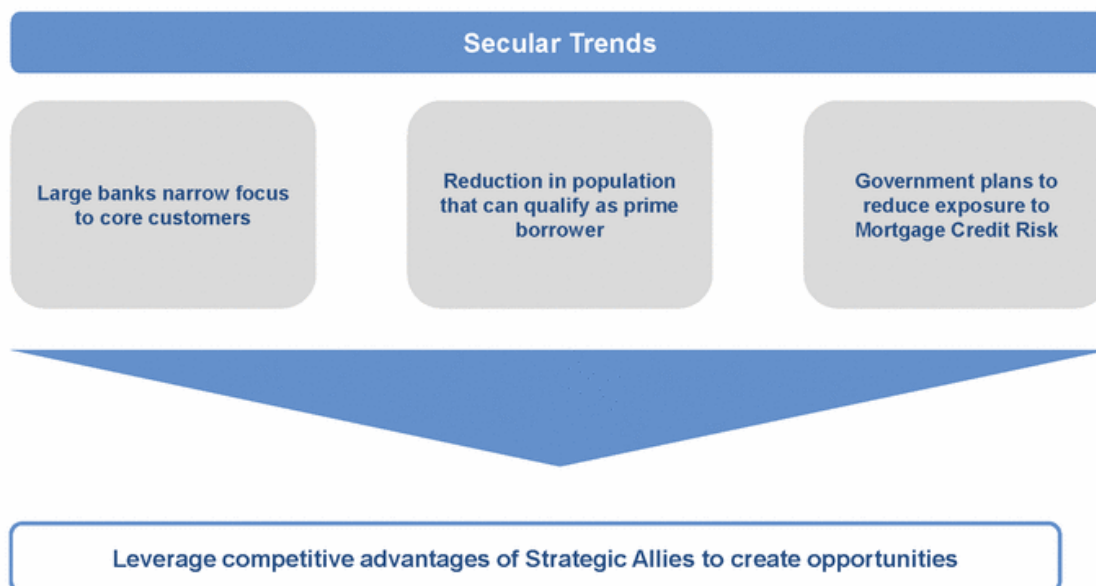 Secular Trends
Large banks narrow focus
to core customers
Reduction in population
that can qualify as prime
borrower
Government plans to
reduce exposure to
Mortgage Credit Risk
Leverage competitive advantages of Strategic Allies to create opportunities